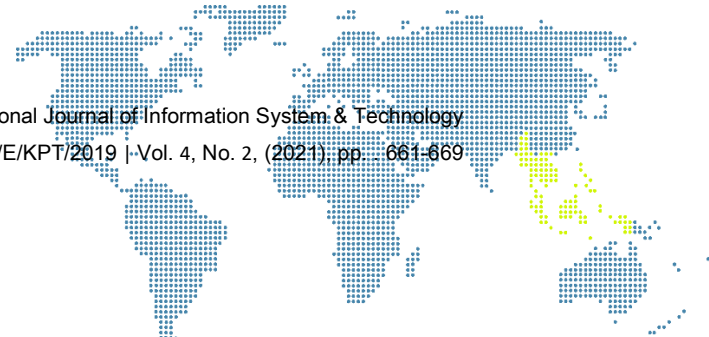 onal Journal of Information System & Technology
/E/KPT/2019 | Vol. 4, No. 2, (2021), pp. . 661-669